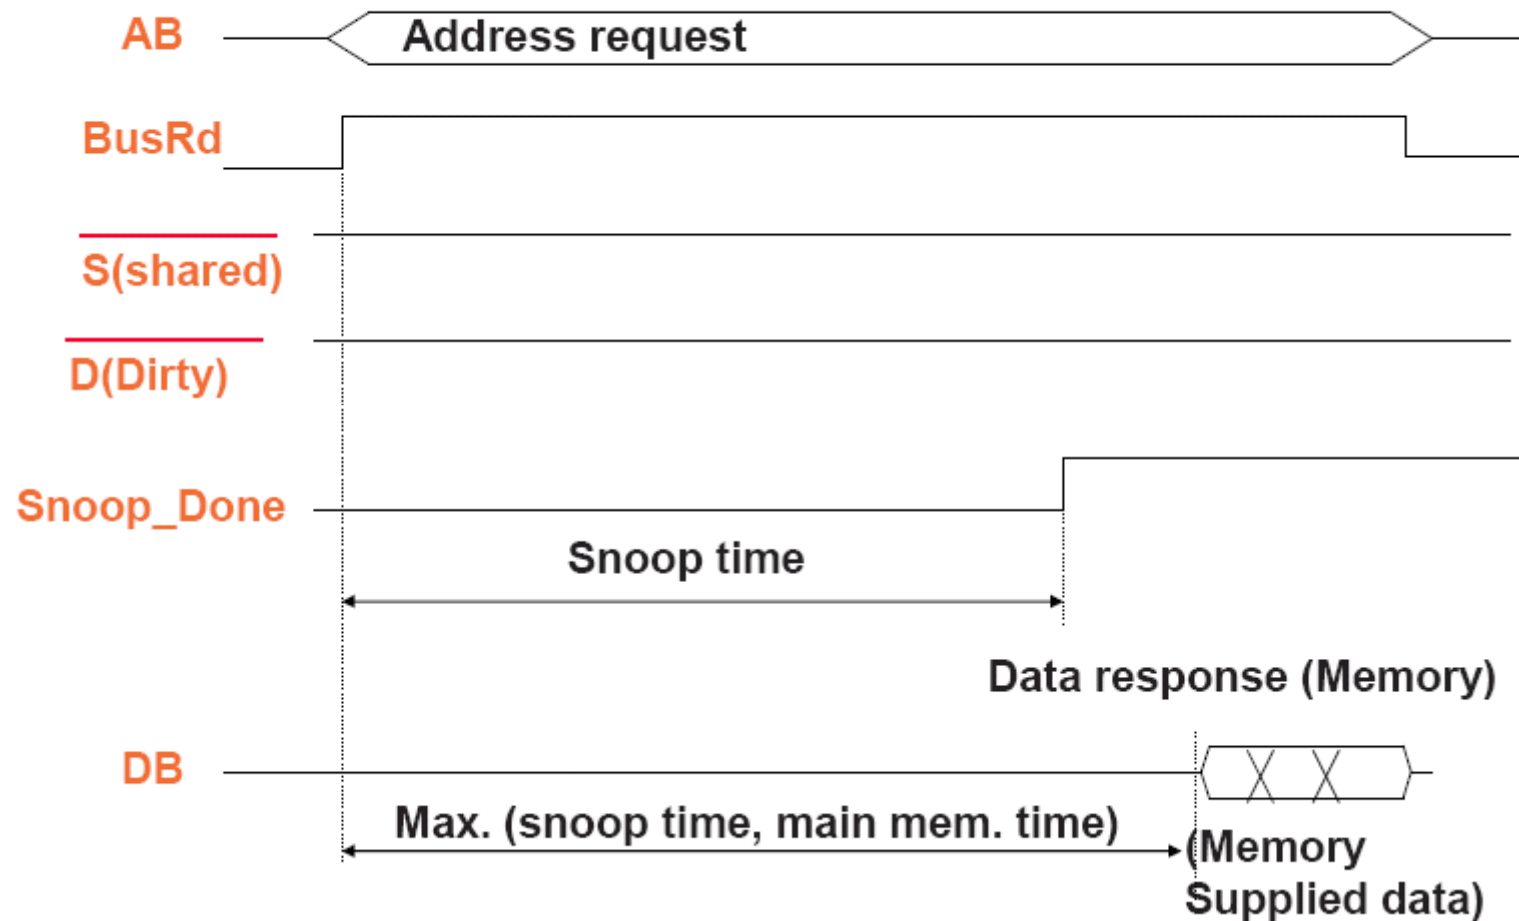 AB
Address request
BusRd
S(shared)
D(Dirty)
Snoop_Done
Snoop time
Data response (Memory)
DB
Max. (snoop time, main mem. time)
(Memory
Supplied data)